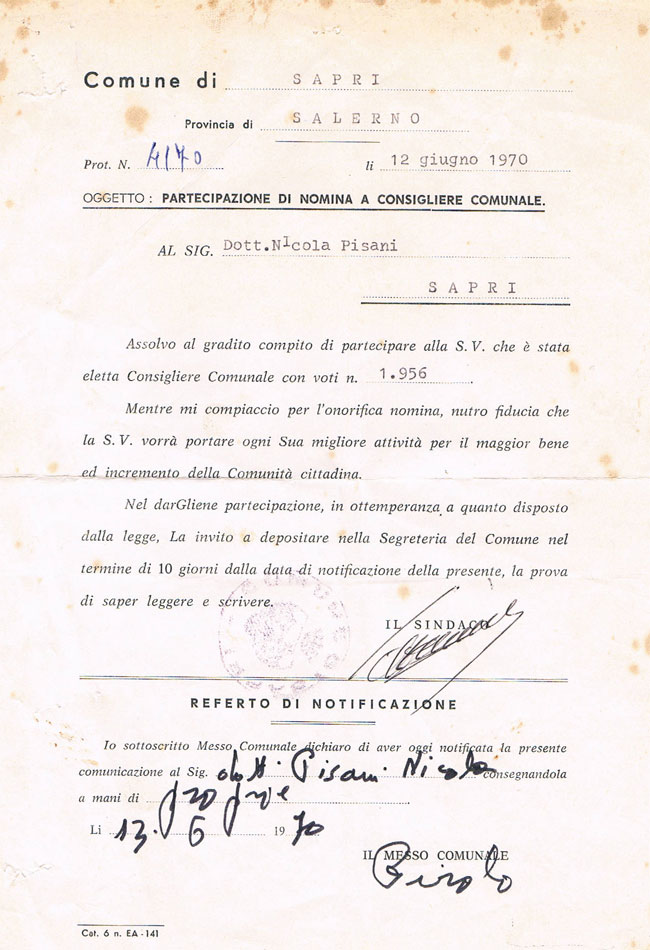 Comune di SAPRI
Provincia di SALERNO
Prot. N. 4170 li 12 giugno 1970
OGGETTO : PARTECIPAZIONE DI NOMINA A CONSIGLIERE COMUNALE.
AL SIG. Dott.NIcola Pisani
SAPRI
Assolvo al gradito compito di partecipare alla S. V. che è stata
eletta Consigliere Comunale con voti n. 1.956 .
Mentre mi compiaccio per l'onorifica nomina, nutro fiducia che
la S. V. vorrà portare ogni Sua migliore attività per il maggior bene
ed incremento della Comunità cittadina.
Nel darGliene partecipazione, in ottemperanza a quanto disposto
dalla legge, La invito a depositare nella Segreteria del Comune nel
termine di 10 giorni dalla data di notificazione della presente, la prova
di saper leggere e scrivere.
IL SINDACO
REFERTO DI NOTIFICAZIONE
Io sottoscritto Messo Comunale dichiaro di aver oggi notificata la presente
comunicazione al Sig. dott. Pisani Nicola consegnandola
a mani di proprie
Li 13. 6 1970
IL MESSO COMUNALE
Cat. 6 n. EA - 141